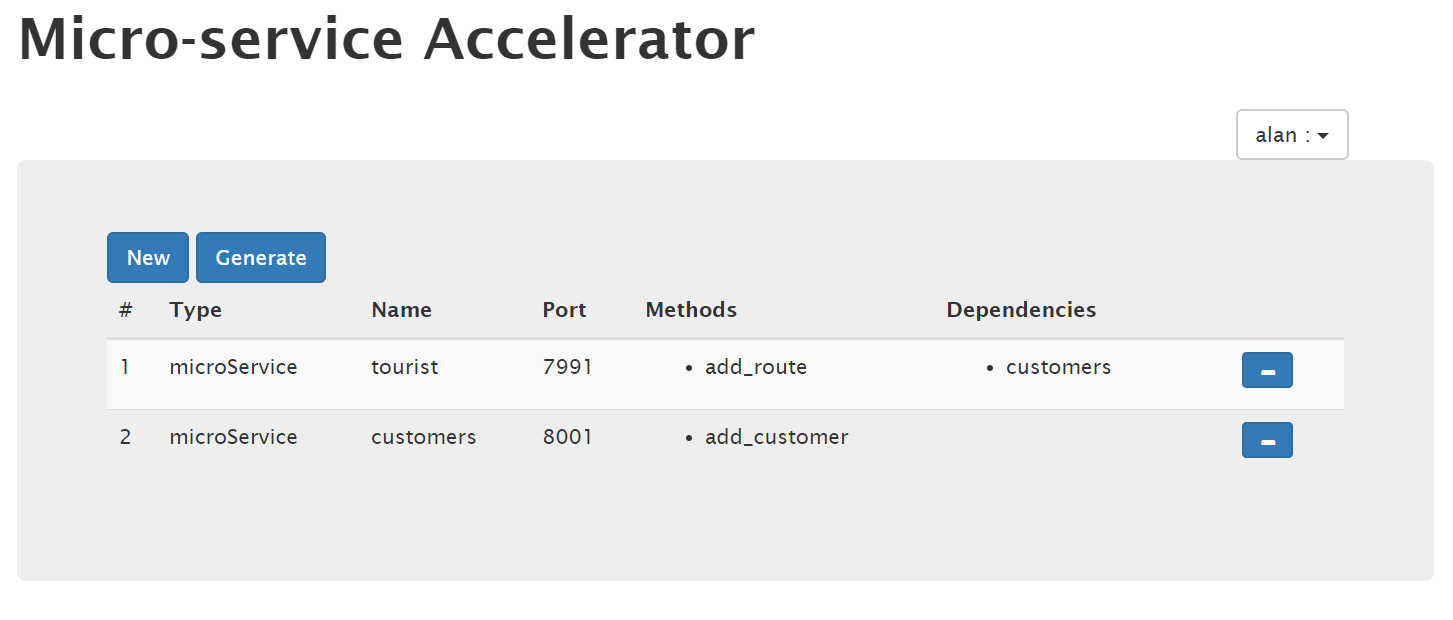 Micro-service Accelerator
alan :
New Generate
# Type Name Port Methods Dependencies
1 microService tourist 7991 • add_route • customers
2 microService customers 8001 • add_customer